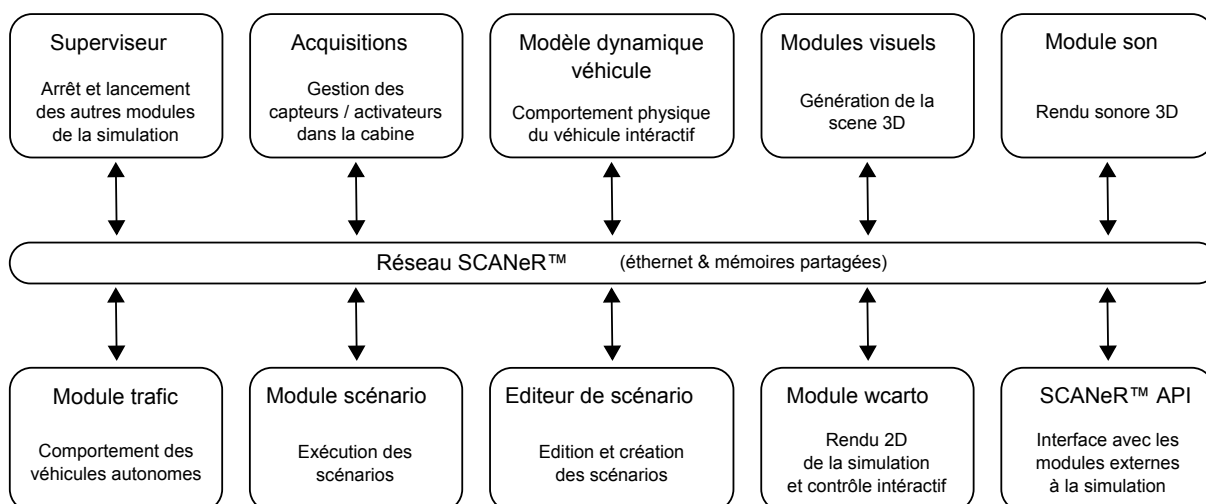 Superviseur
Arrêt et lancement
des autres modules
de la simulation
Acquisitions
Gestion des
capteurs / activateurs
dans la cabine
Modèle dynamique
véhicule
Comportement physique
du véhicule intéractif
Modules visuels
Génération de la
scene 3D
Module son
Rendu sonore 3D
Réseau SCANeR™ (éthernet & mémoires partagées)
Module trafic
Comportement des
véhicules autonomes
Module scénario
Exécution des
scénarios
Editeur de scénario
Edition et création
des scénarios
Module wcarto
Rendu 2D
de la simulation
et contrôle intéractif
SCANeR™ API
Interface avec les
modules externes
à la simulation